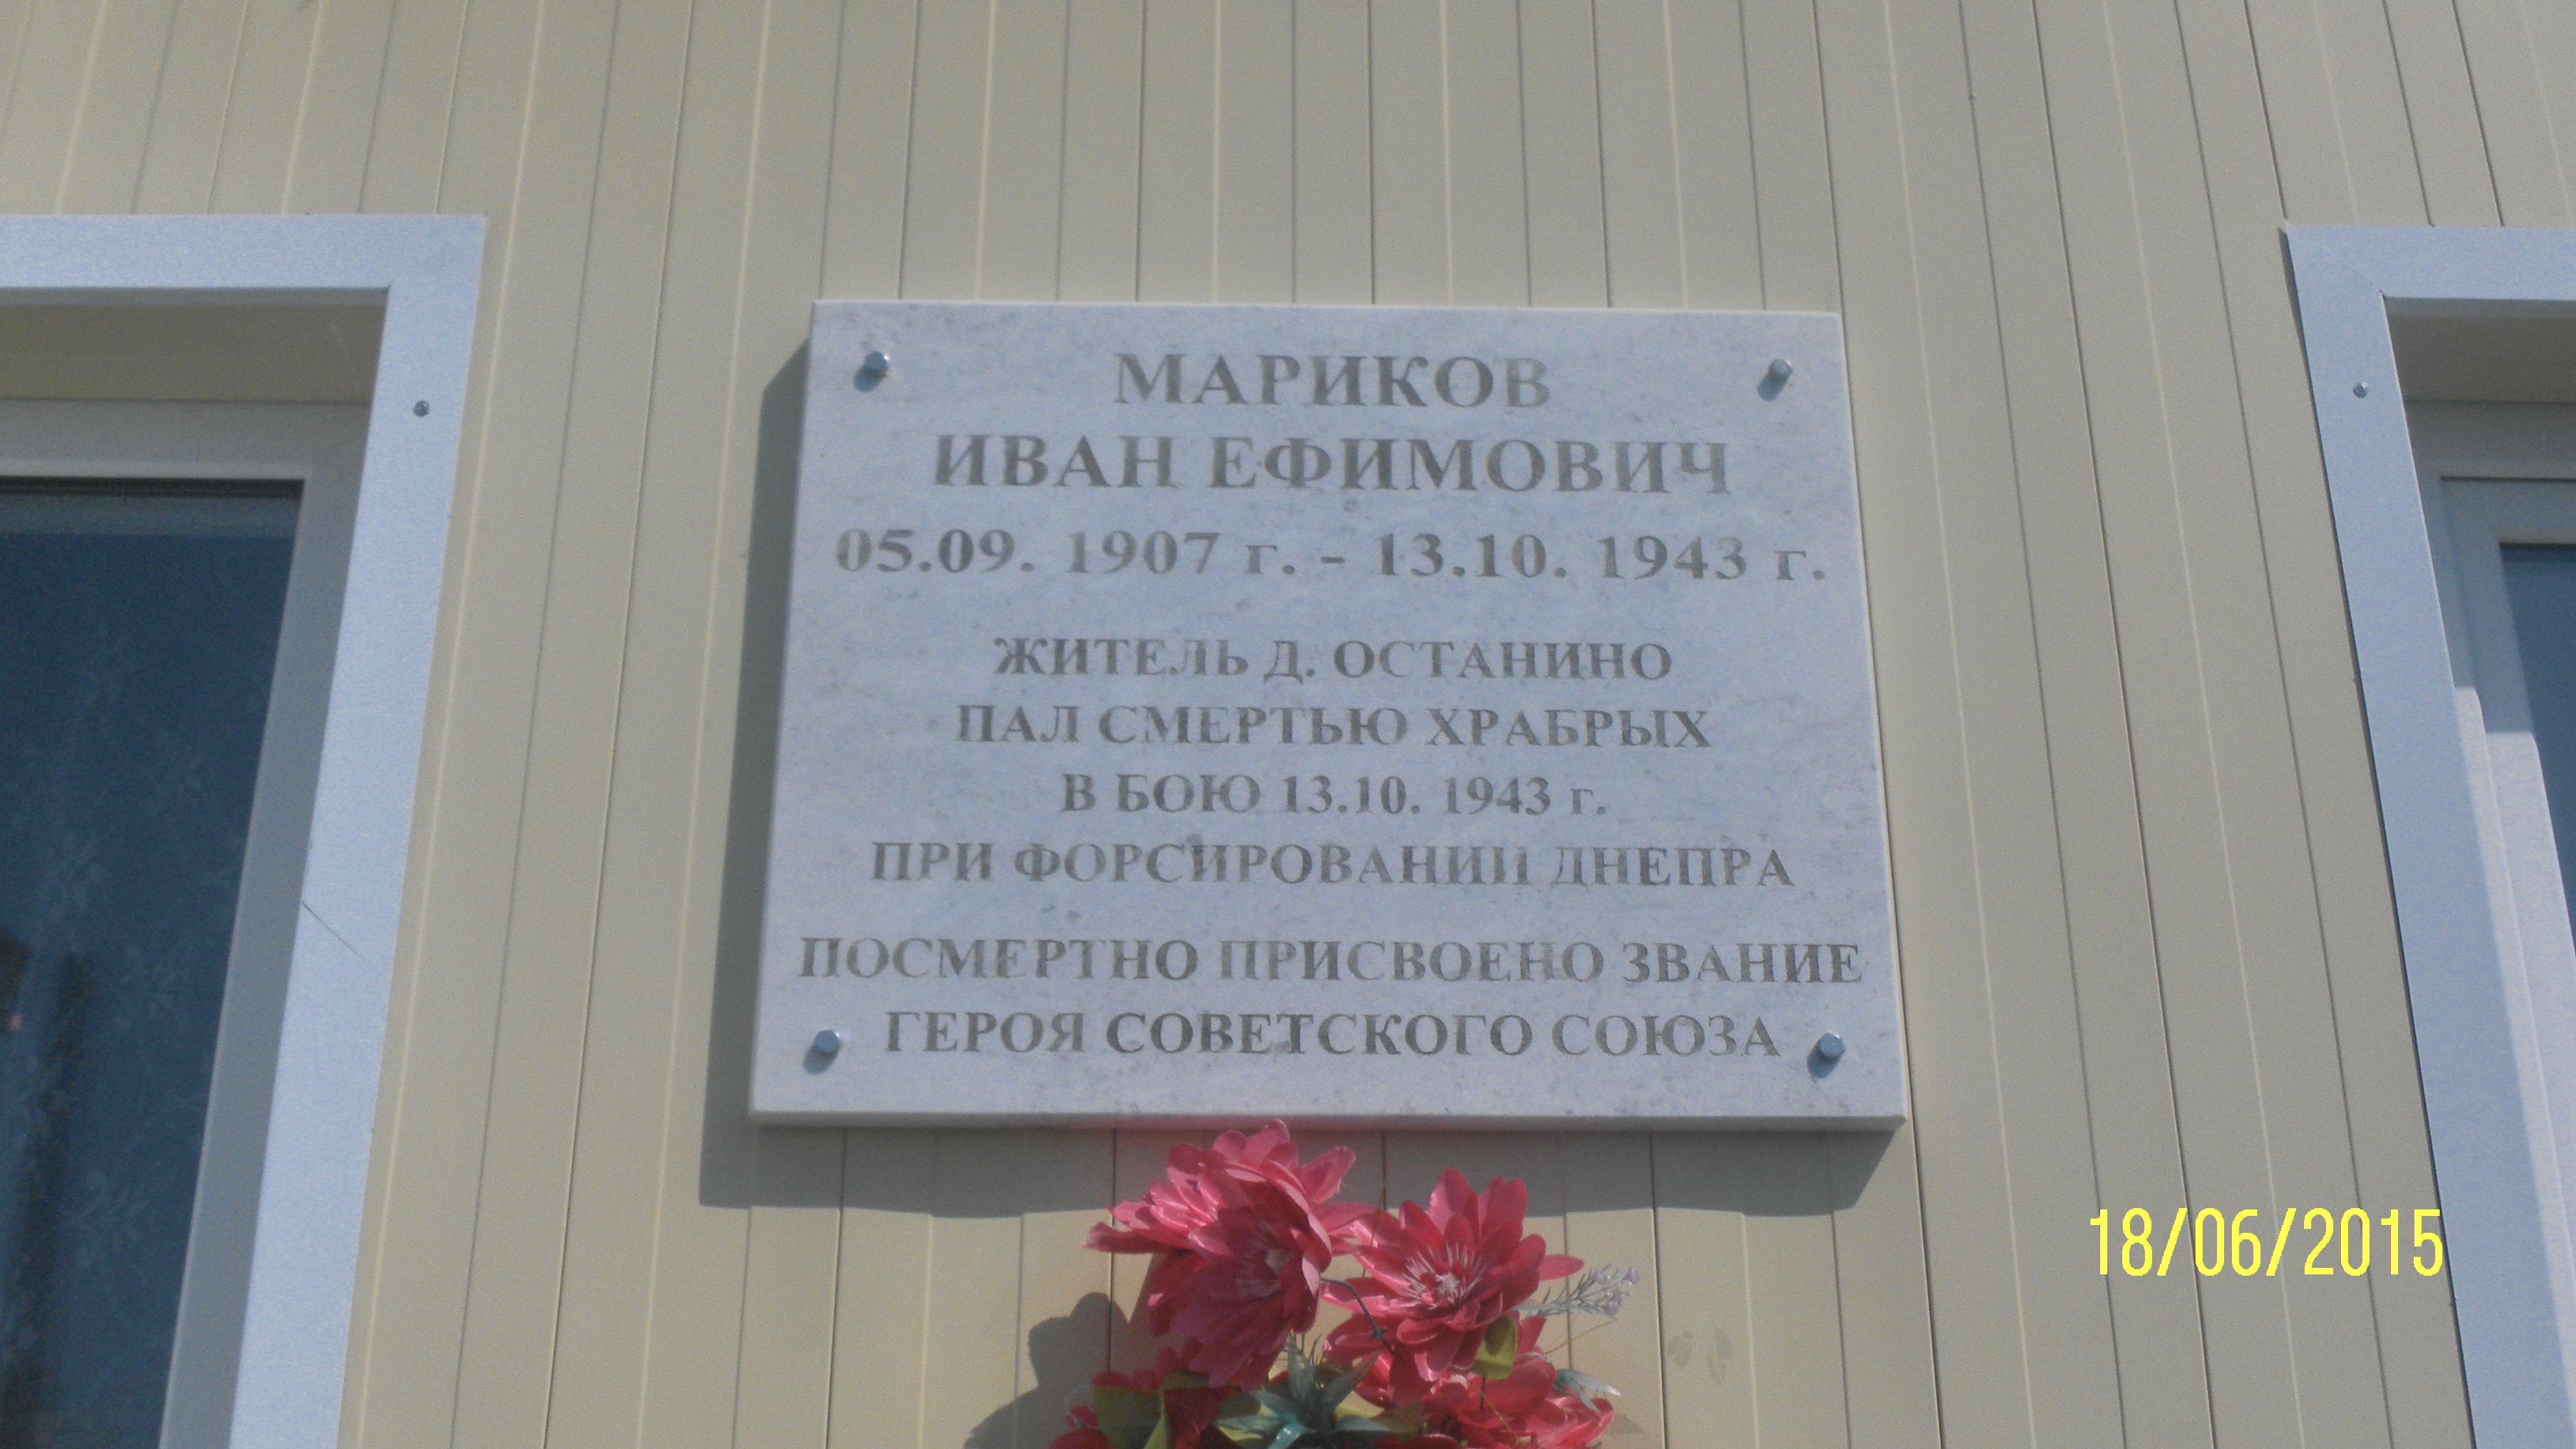 МАРИКОВ
ИВАН ЕФИМОВИЧ
05.09. 1907 г. - 13.10. 1943 г.
ЖИТЕЛЬ Д. ОСТАНИНО
ПАЛ СМЕРТЬЮ ХРАБРЫХ
В БОЮ 13.10. 1943 г.
ПРИ ФОРСИРОВАНИИ ДНЕПРА
ПОСМЕРТНО ПРИСВОЕНО ЗВАНИЕ
ГЕРОЯ СОВЕТСКОГО СОЮЗА
18/06/2015